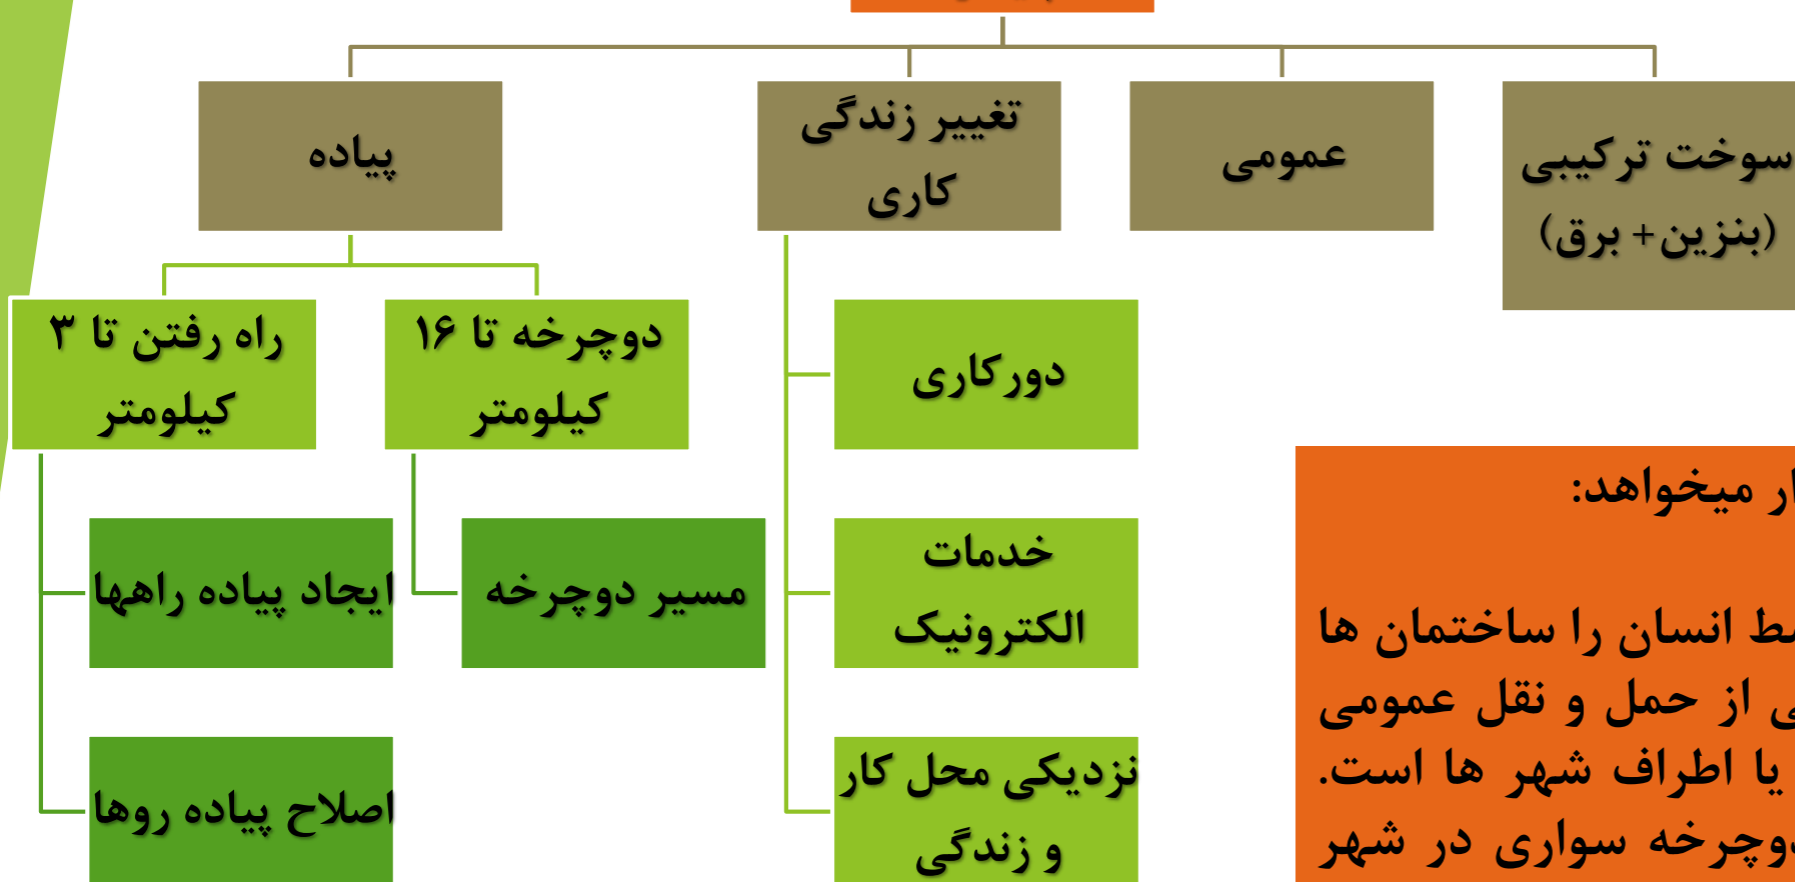 سوخت ترکیبی
(بنزین+ برق)
عمومی
تغییر زندگی
کاری
پیاده
دورکاری
خدمات
الکترونیک
نزدیکی محل کار
و زندگی
دوچرخه تا ۱۶
کیلومتر
مسیر دوچرخه
راه رفتن تا ۳
کیلومتر
ایجاد پیاده راهها
اصلاح پیاده روها
میخواهد:
انسان را ساختمان ها
از حمل و نقل عمومی
یا اطراف شهر ها است.
دوچرخه سواری در شهر